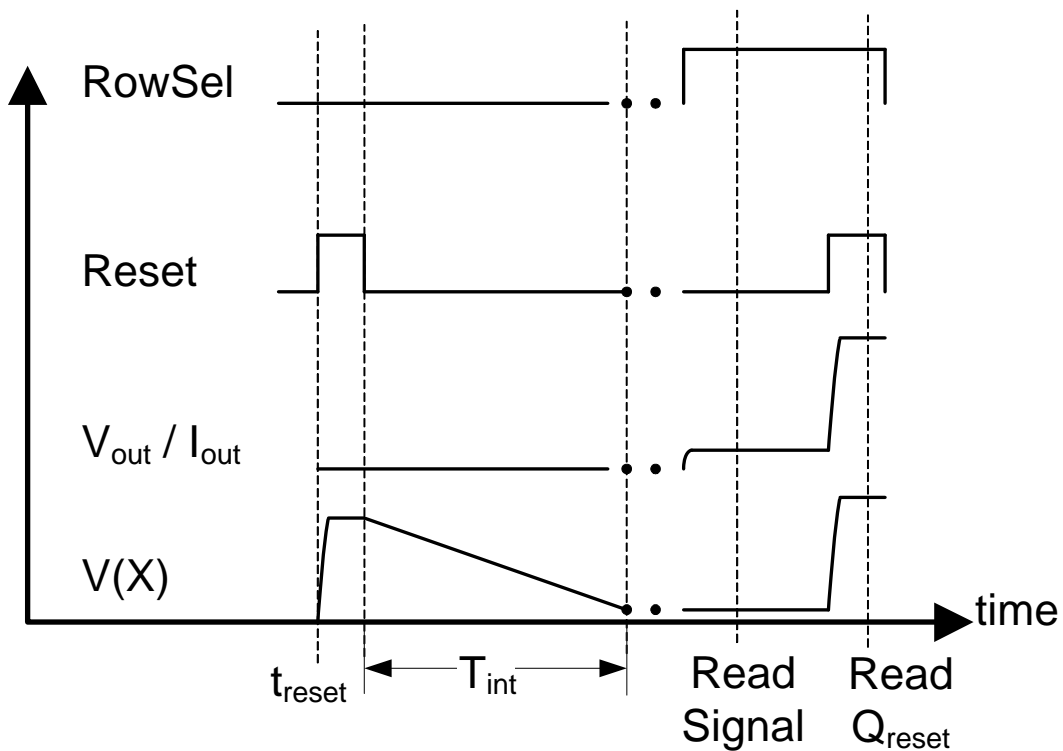 RowSel
Reset
Vout / Iout
V(X)
time
treset
Tint
Read
Signal
Read
Qreset